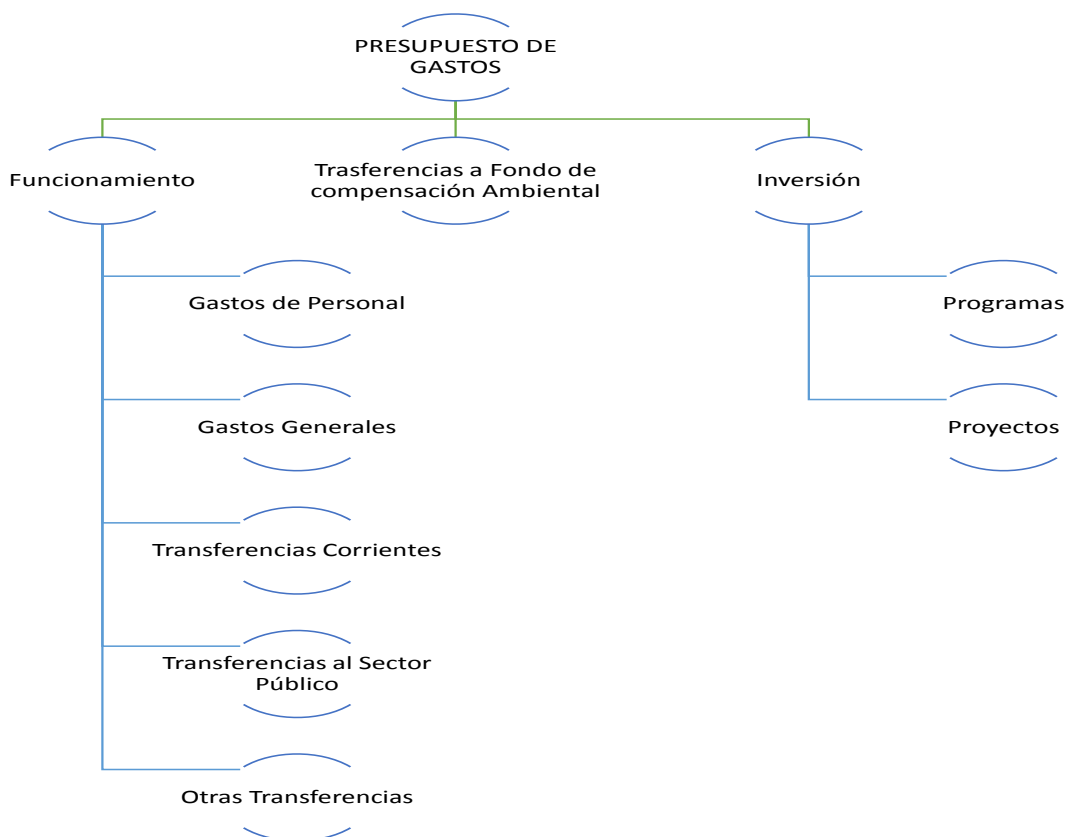 PRESUPUESTO DE
GASTOS
Funcionamiento
Trasferencias a Fondo de
compensación Ambiental
Inversión
Gastos de Personal
Gastos Generales
Transferencias Corrientes
Transferencias al Sector
Público
Otras Transferencias
Programas
Proyectos